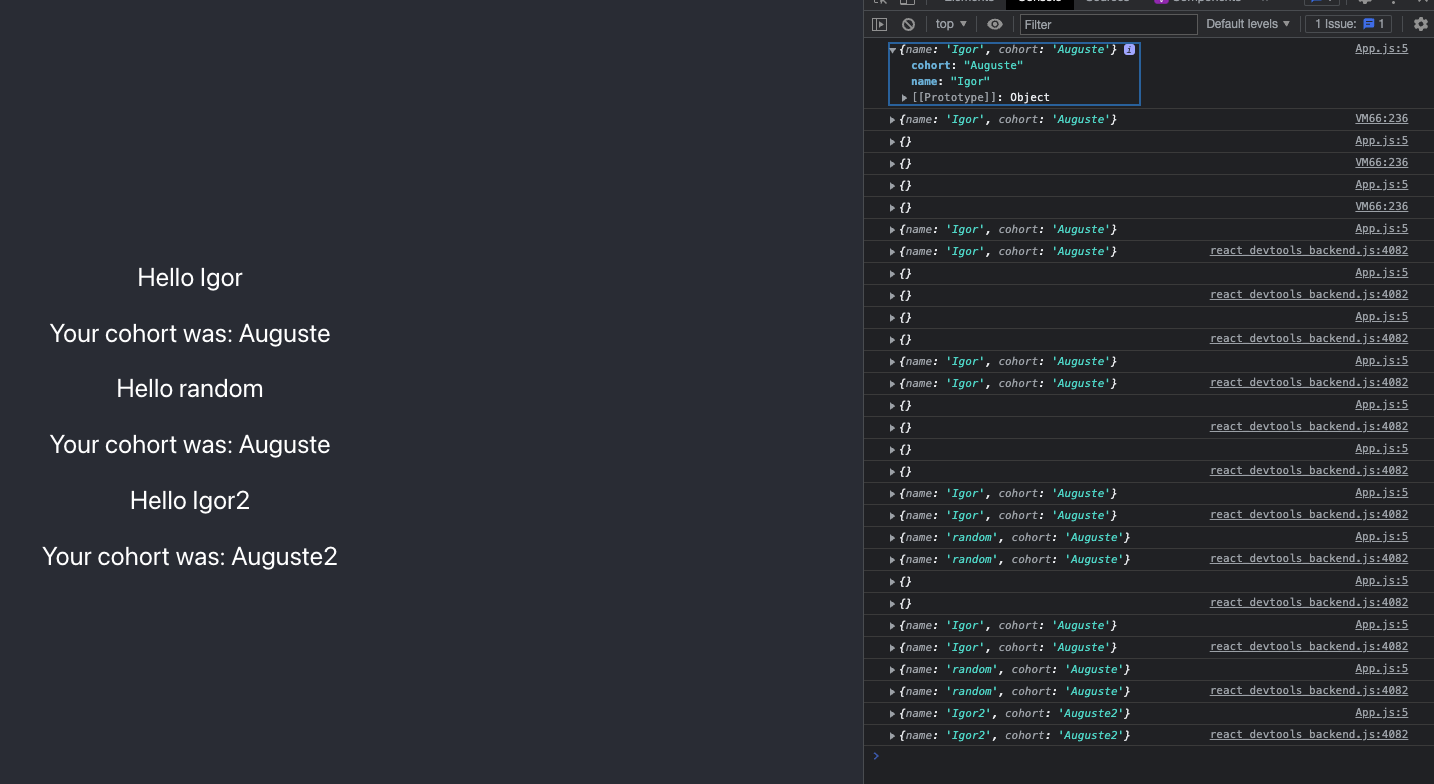 Hello Igor
Your cohort was: Auguste
Hello random
Your cohort was: Auguste
Hello Igor2
Your cohort was: Auguste2
Elements Console Sources Components »
top ▼ Filter Default levels ▼ 1 Issue: 1
▼{name: 'Igor', cohort: 'Auguste'} i App.js:5
cohort: "Auguste"
name: "Igor"
▶[[Prototype]]: Object
▶{name: 'Igor', cohort: 'Auguste'} VM66:236
▶{} App.js:5
▶{} VM66:236
▶{} App.js:5
▶{} VM66:236
▶{name: 'Igor', cohort: 'Auguste'} App.js:5
▶{name: 'Igor', cohort: 'Auguste'} react_devtools_backend.js:4082
▶{} App.js:5
▶{} react_devtools_backend.js:4082
▶{} App.js:5
▶{} react_devtools_backend.js:4082
▶{name: 'Igor', cohort: 'Auguste'} App.js:5
▶{name: 'Igor', cohort: 'Auguste'} react_devtools_backend.js:4082
▶{} App.js:5
▶{} react_devtools_backend.js:4082
▶{} App.js:5
▶{} react_devtools_backend.js:4082
▶{name: 'Igor', cohort: 'Auguste'} App.js:5
▶{name: 'Igor', cohort: 'Auguste'} react_devtools_backend.js:4082
▶{name: 'random', cohort: 'Auguste'} App.js:5
▶{name: 'random', cohort: 'Auguste'} react_devtools_backend.js:4082
▶{} App.js:5
▶{} react_devtools_backend.js:4082
▶{name: 'Igor', cohort: 'Auguste'} App.js:5
▶{name: 'Igor', cohort: 'Auguste'} react_devtools_backend.js:4082
▶{name: 'random', cohort: 'Auguste'} App.js:5
▶{name: 'random', cohort: 'Auguste'} react_devtools_backend.js:4082
▶{name: 'Igor2', cohort: 'Auguste2'} App.js:5
▶{name: 'Igor2', cohort: 'Auguste2'} react_devtools_backend.js:4082
>